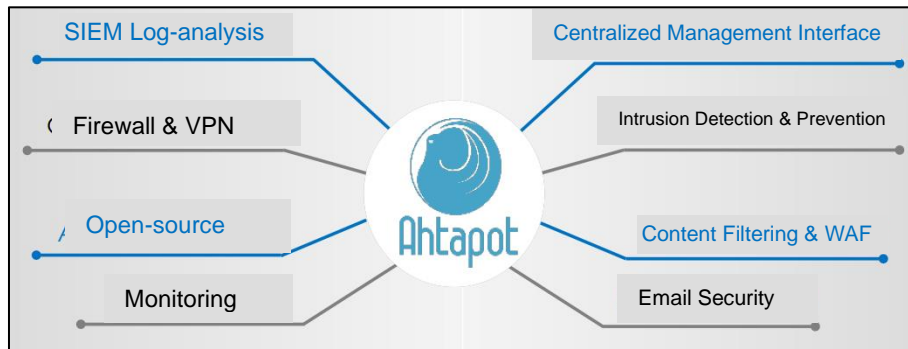 SIEM Log-analysis
Centralized Management Interface
Firewall & VPN
Intrusion Detection & Prevention
Open-source
Content Filtering & WAF
Monitoring
Email Security
Ahtapot